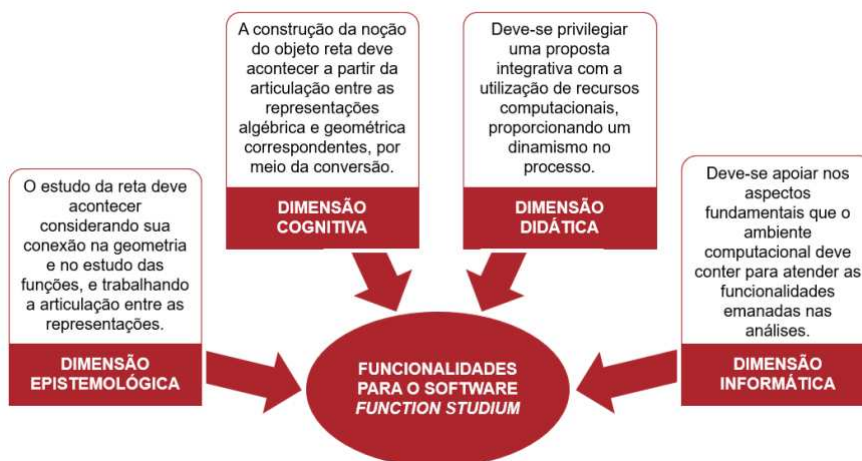 A construção da noção
do objeto reta deve
acontecer a partir da
articulação entre as
representações
algébrica e geométrica
correspondentes, por
meio da conversão.
DIMENSÃO
COGNITIVA
Deve-se privilegiar
uma proposta
integrativa com a
utilização de recursos
computacionais,
proporcionando um
dinamismo no
processo.
DIMENSÃO
DIDÁTICA
O estudo da reta deve
acontecer
considerando sua
conexão na geometria
e no estudo das
funções, e trabalhando
a articulação entre as
representações.
DIMENSÃO
EPISTEMOLÓGICA
Deve-se apoiar nos
aspectos
fundamentais que o
ambiente
computacional deve
conter para atender as
funcionalidades
emanadas nas
análises.
DIMENSÃO
INFORMÁTICA
FUNCIONALIDADES
PARA O SOFTWARE
FUNCTION STUDIUM